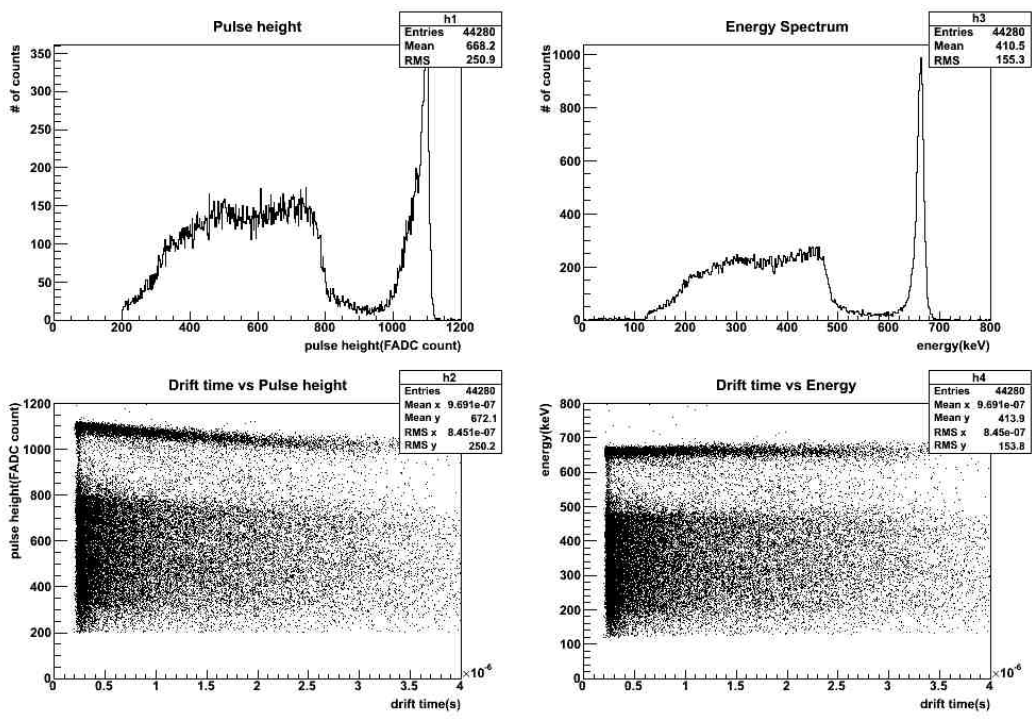 Pulse height
h1
Entries 44280
Mean 668.2
RMS 250.9
# of counts
350
300
250
200
150
100
50
0
0 200 400 600 800 1000 1200
pulse height(FADC count)
Energy Spectrum
h3
Entries 44280
Mean 410.5
RMS 155.3
# of counts
1000
800
600
400
200
0
0 100 200 300 400 500 600 700 800
energy(keV)
Drift time vs Pulse height
h2
Entries 44280
Mean x 9.691e-07
Mean y 672.1
RMS x 8.451e-07
RMS y 250.2
pulse height(FADC count)
1200
1000
800
600
400
200
0
0 0.5 1 1.5 2 2.5 3 3.5 4
×10-6
drift time(s)
Drift time vs Energy
h4
Entries 44280
Mean x 9.691e-07
Mean y 413.9
RMS x 8.45e-07
RMS y 153.8
energy(keV)
800
700
600
500
400
300
200
100
0
0 0.5 1 1.5 2 2.5 3 3.5 4
×10-6
drift time(s)